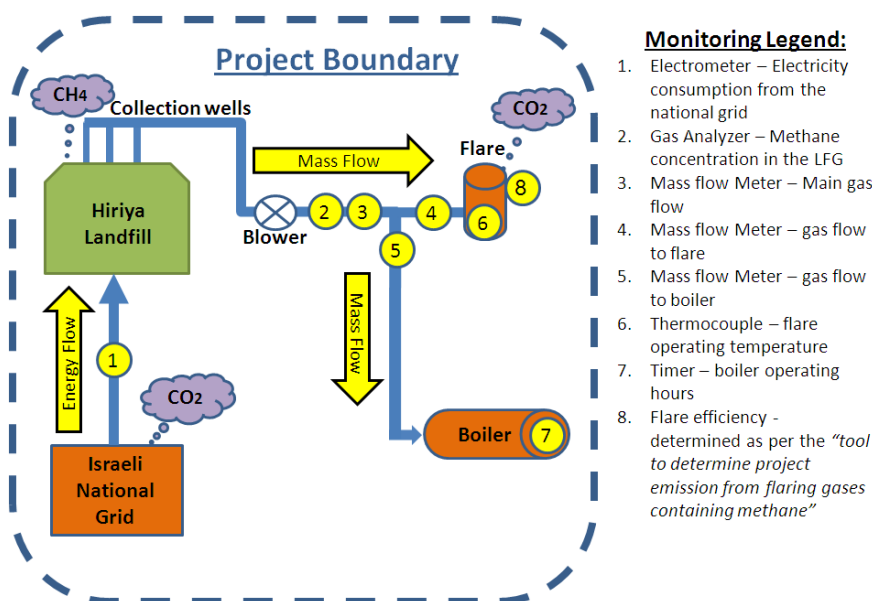 Project Boundary
CH4
Collection wells
CO2
Mass Flow
Flare
8
Hiriya
Landfill
2
3
4
6
Blower
5
Energy Flow
1
Mass Flow
CO2
Boiler
7
Israeli
National
Grid
Monitoring Legend:
1. Electrometer – Electricity
consumption from the
national grid
2. Gas Analyzer – Methane
concentration in the LFG
3. Mass flow Meter – Main gas
flow
4. Mass flow Meter – gas flow
to flare
5. Mass flow Meter – gas flow
to boiler
6. Thermocouple – flare
operating temperature
7. Timer – boiler operating
hours
8. Flare efficiency -
determined as per the “tool
to determine project
emission from flaring gases
containing methane”